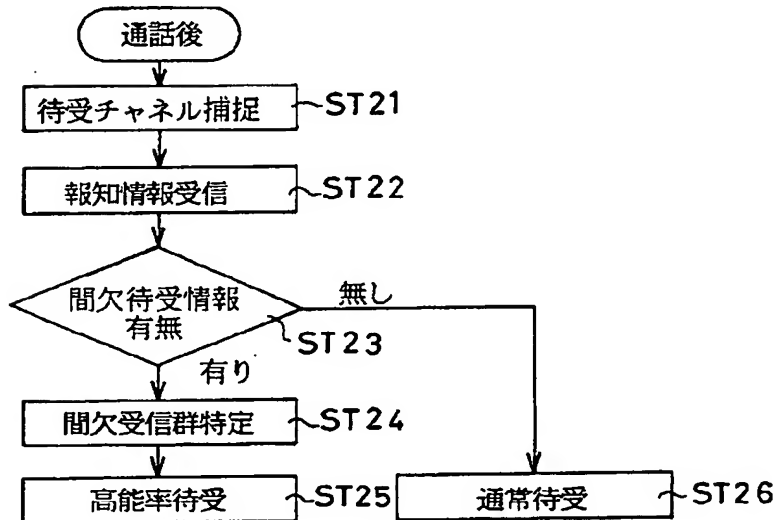 通話後
待受チャネル捕捉 ST21
報知情報受信 ST22
間欠待受情報
有無
ST23
無し
有り
間欠受信群特定 ST24
高能率待受 ST25
通常待受 ST26